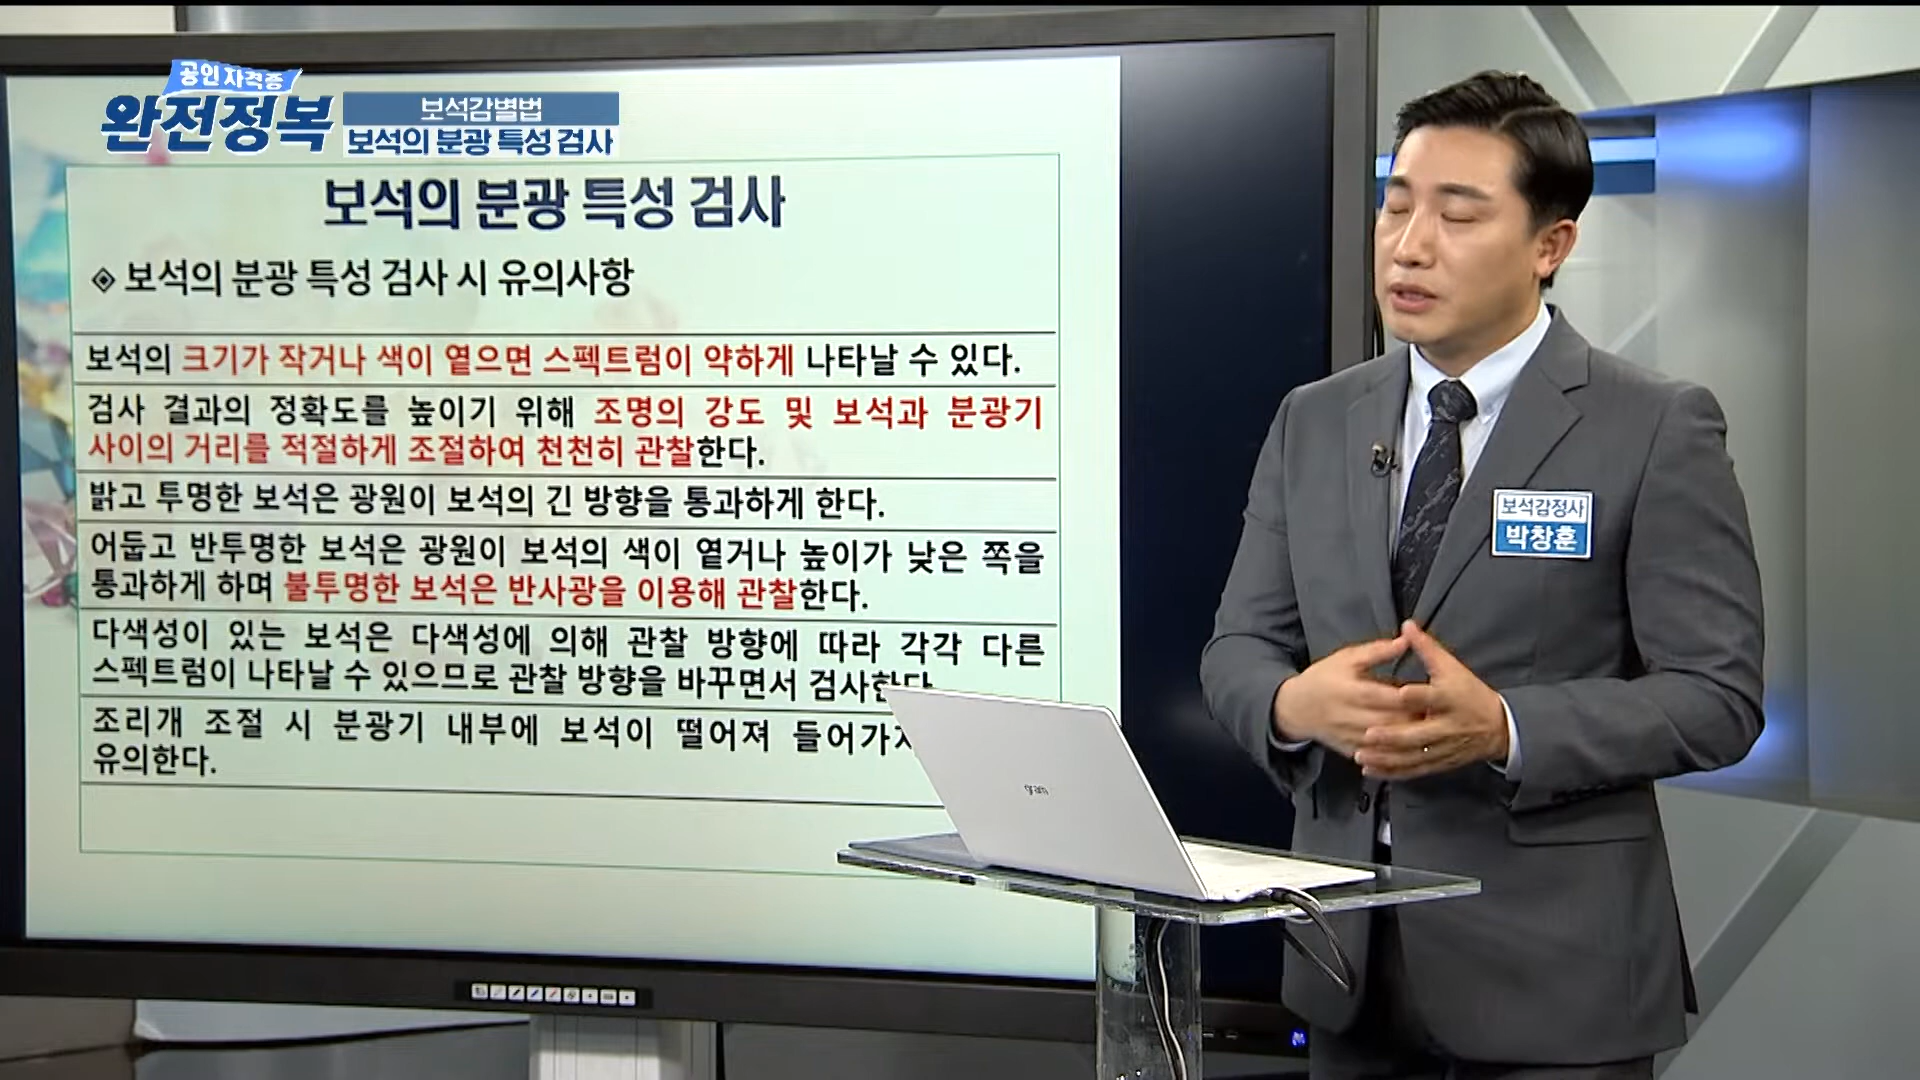 공인 자격증
완전정복
보석감별법
보석의 분광 특성 검사
보석의 분광 특성 검사
◈ 보석의 분광 특성 검사 시 유의사항
보석의 크기가 작거나 색이 옅으면 스펙트럼이 약하게 나타날 수 있다.
검사 결과의 정확도를 높이기 위해 조명의 강도 및 보석과 분광기
사이의 거리를 적절하게 조절하여 천천히 관찰한다.
밝고 투명한 보석은 광원이 보석의 긴 방향을 통과하게 한다.
어둡고 반투명한 보석은 광원이 보석의 색이 옅거나 높이가 낮은 쪽을
통과하게 하며 불투명한 보석은 반사광을 이용해 관찰한다.
다색성이 있는 보석은 다색성에 의해 관찰 방향에 따라 각각 다른
스펙트럼이 나타날 수 있으므로 관찰 방향을 바꾸면서 검사한다
조리개 조절 시 분광기 내부에 보석이 떨어져 들어가지
유의한다.
보석감정사
박창훈
gram